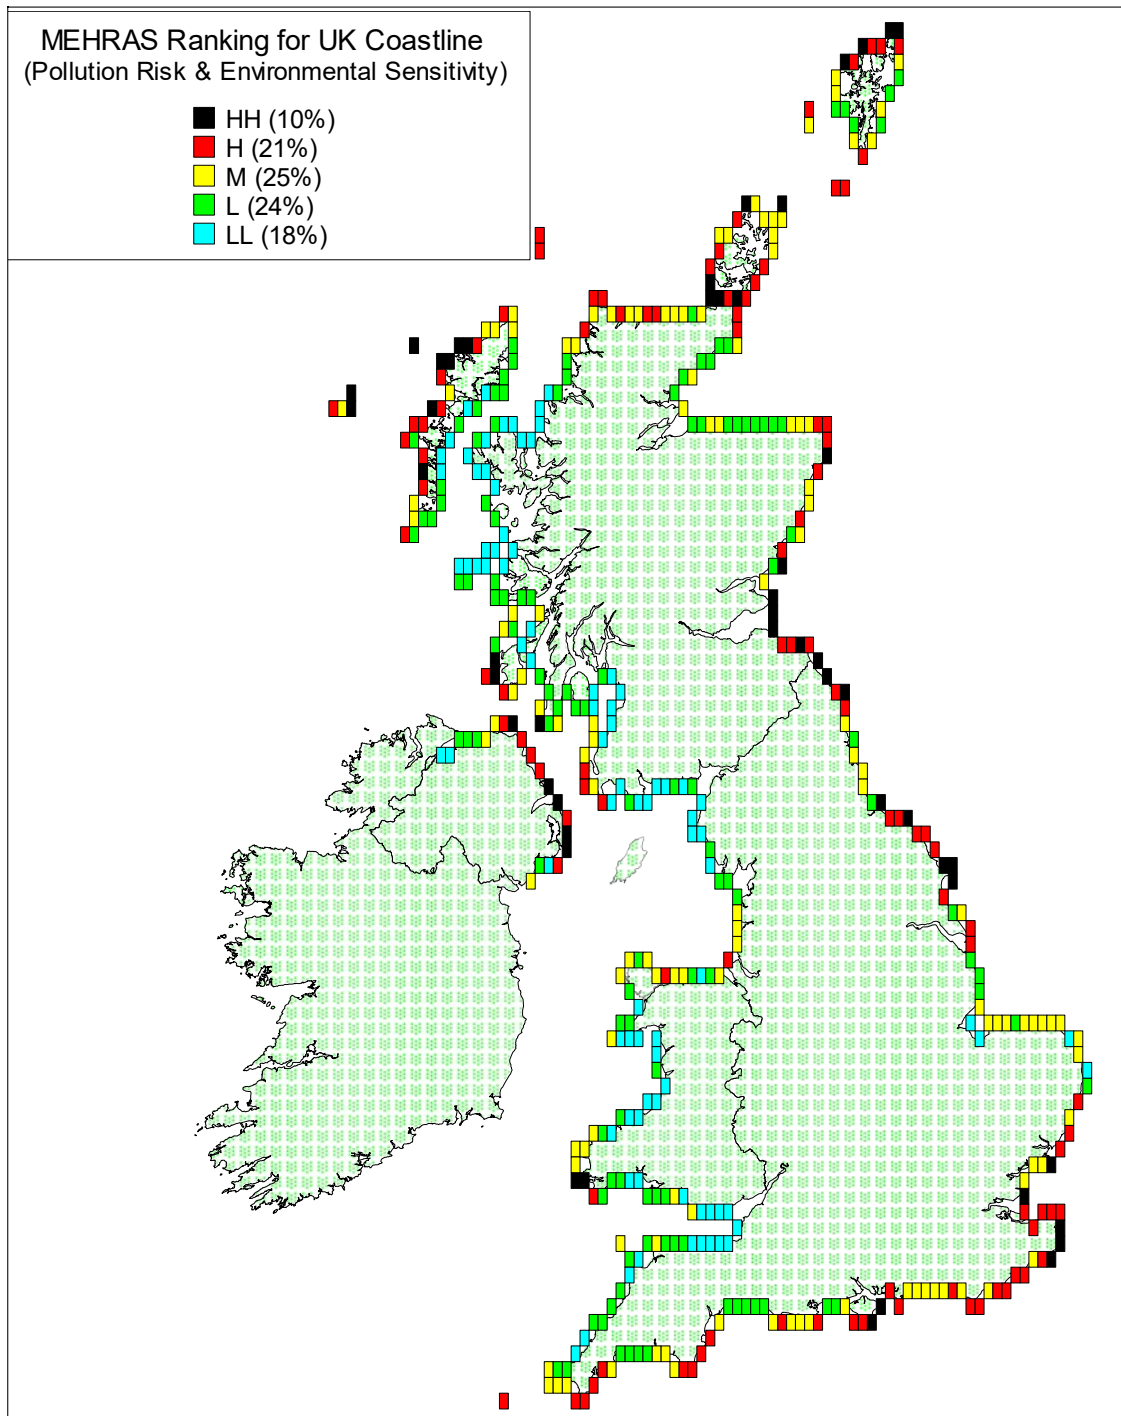 MEHRAS Ranking for UK Coastline
(Pollution Risk & Environmental Sensitivity)
HH (10%)
H (21%)
M (25%)
L (24%)
LL (18%)